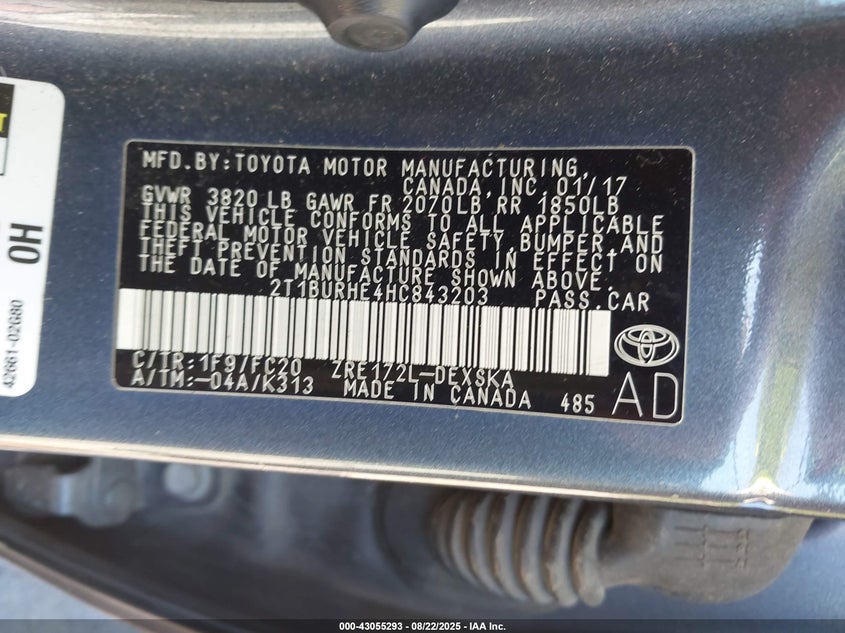 MFD.BY:TOYOTA MOTOR MANUFACTURING,
CANADA,INC. 01/17
GVWR 3820 LB GAWR FR 2070LB RR 1850LB
THIS VEHICLE CONFORMS TO ALL APPLICABLE
FEDERAL MOTOR VEHICLE SAFETY,BUMPER,AND
THEFT PREVENTION STANDARDS IN EFFECT ON
THE DATE OF MANUFACTURE SHOWN ABOVE.
2T1BURHE4HC843203 PASS.CAR
C/TR:1F9/FC20 ZRE172L-DEXSKA
A/TM:-04A/K313 MADE IN CANADA 485
AD
OH
42661-02G80
000-43055293 - 08/22/2025 - IAA Inc.